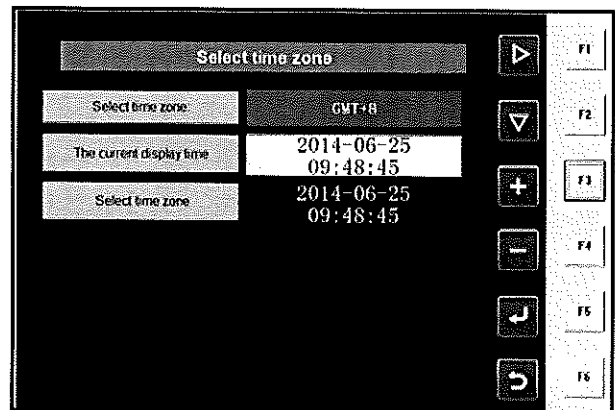 Select time zone
Select time zone
GMT+8
The current display time
2014-06-25
09:48:45
Select time zone
2014-06-25
09:48:45
F1
F2
F3
F4
F5
F6